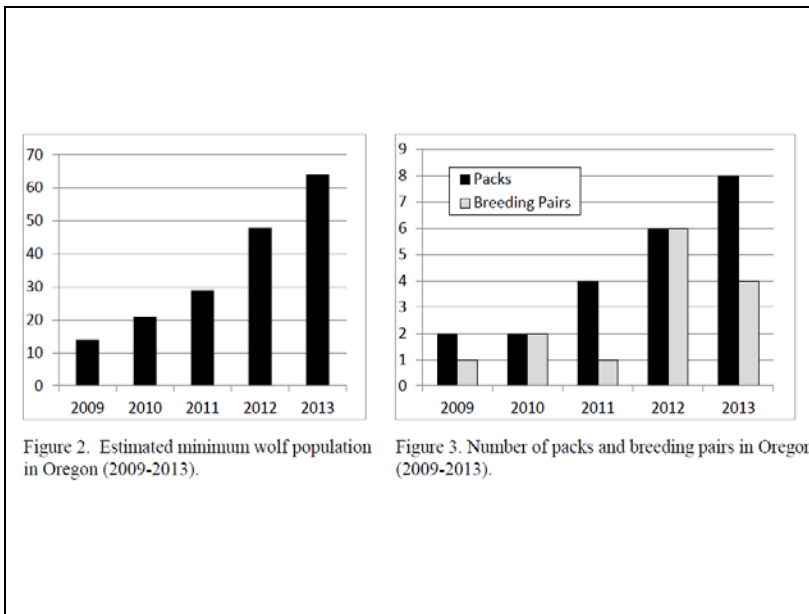 70
60
50
40
30
20
10
0
2009 2010 2011 2012 2013
Figure 2. Estimated minimum wolf population
in Oregon (2009-2013).
9
8
7
6
5
4
3
2
1
0
Packs
Breeding Pairs
2009 2010 2011 2012 2013
Figure 3. Number of packs and breeding pairs in Oregon
(2009-2013).